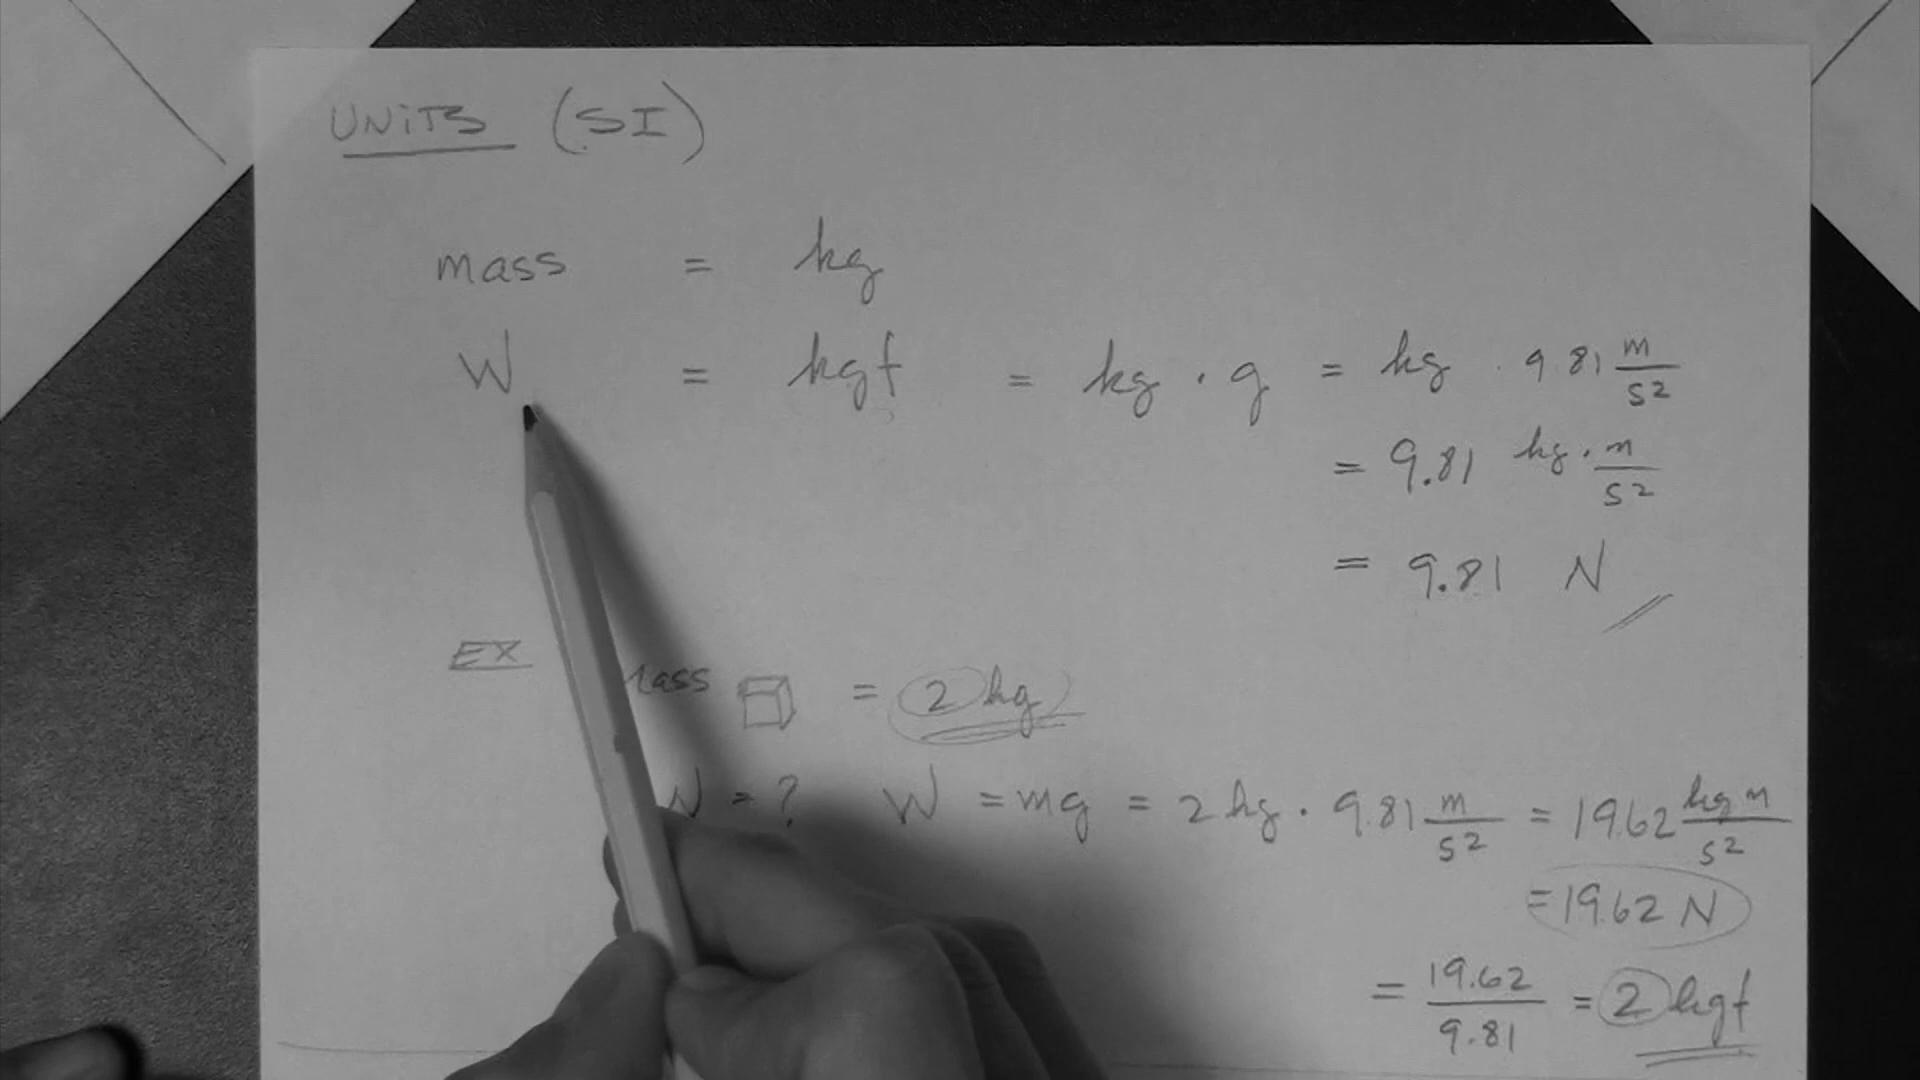 UNiTS (SI)
mass = kg
W = kgf = kg · g = kg · 9.81 m/s²
= 9.81 kg · m/s²
= 9.81 N
EX
= 2 kg
= ? W = mg = 2 kg · 9.81 m/s² = 19.62 kg m/s²
= 19.62 N
= 19.62/9.81 = 2 kgf